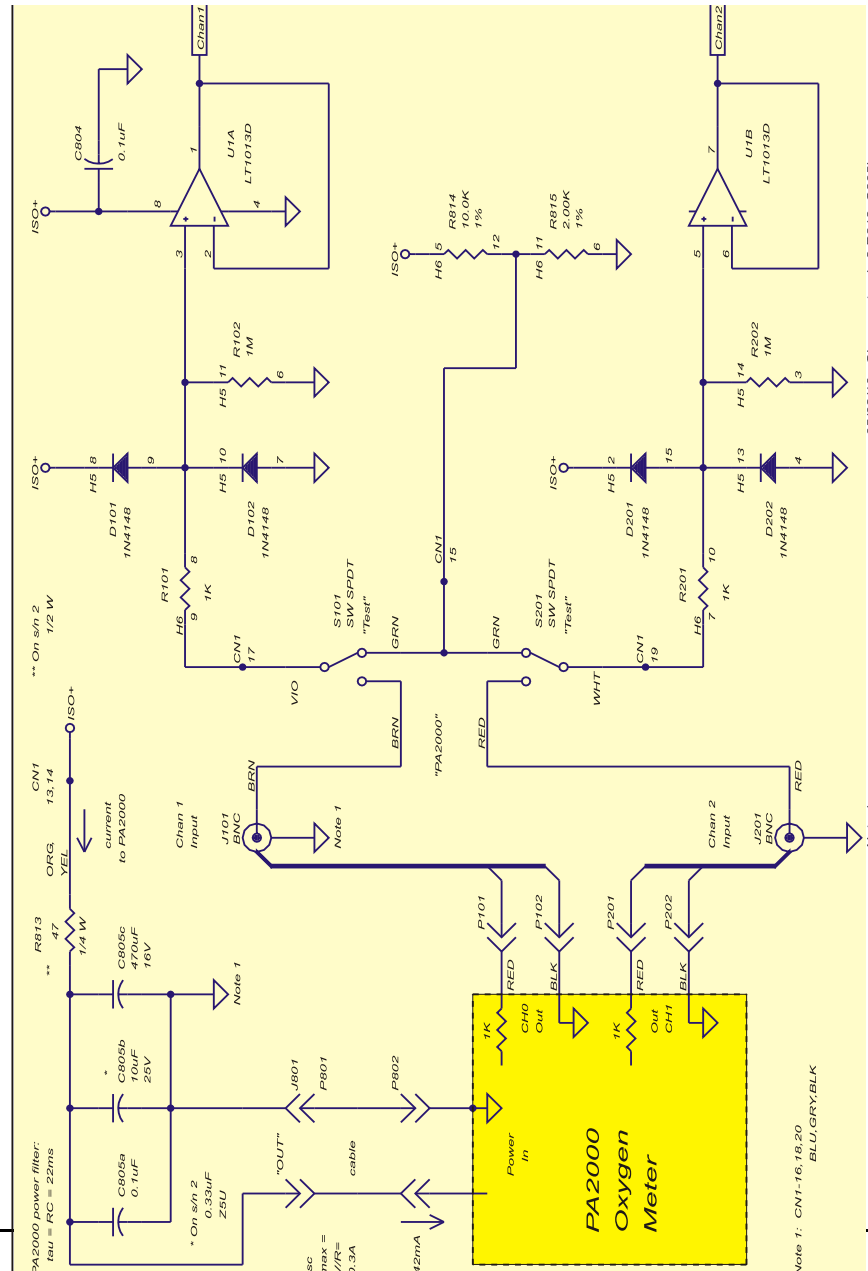 PA2000 power filter:
tau = RC = 22ms
C805a
0.1uF
*
C805b
10uF
25V
C805c
470uF
16V
* On s/n 2
0.33uF
25U
Note 1
**
R813
47
1/4 W
ORG,
YEL
CN1
13,14
ISO+
current
to PA2000
** On s/n 2
1/2 W
"OUT"
cable
J801
P801
P802
42mA
Power
In
PA2000
Oxygen
Meter
1K
CH0
Out
1K
Out
CH1
RED
BLK
RED
BLK
P101
P102
P201
P202
Chan 1
Input
J101
BNC
Note 1
Chan 2
Input
J201
BNC
BRN
BRN
"PA2000"
RED
RED
VIO
WHT
GRN
GRN
S101
SW SPDT
"Test"
S201
SW SPDT
"Test"
CN1
17
CN1
15
CN1
19
H6
9
R101
1K
8
H6
7
R201
1K
10
D101
1N4148
H5
8
9
ISO+
D102
1N4148
H5
10
7
D201
1N4148
H5
2
15
ISO+
D202
1N4148
H5
13
4
H5
11
R102
1M
6
H5
14
R202
1M
3
ISO+
H6
5
R814
10.0K
1%
12
H6
11
R815
2.00K
1%
6
ISO+
C804
0.1uF
8
3
2
4
1
U1A
LT1013D
Chan1
5
6
7
U1B
LT1013D
Chan2
Note 1: CN1-16,18,20
BLU,GRY,BLK